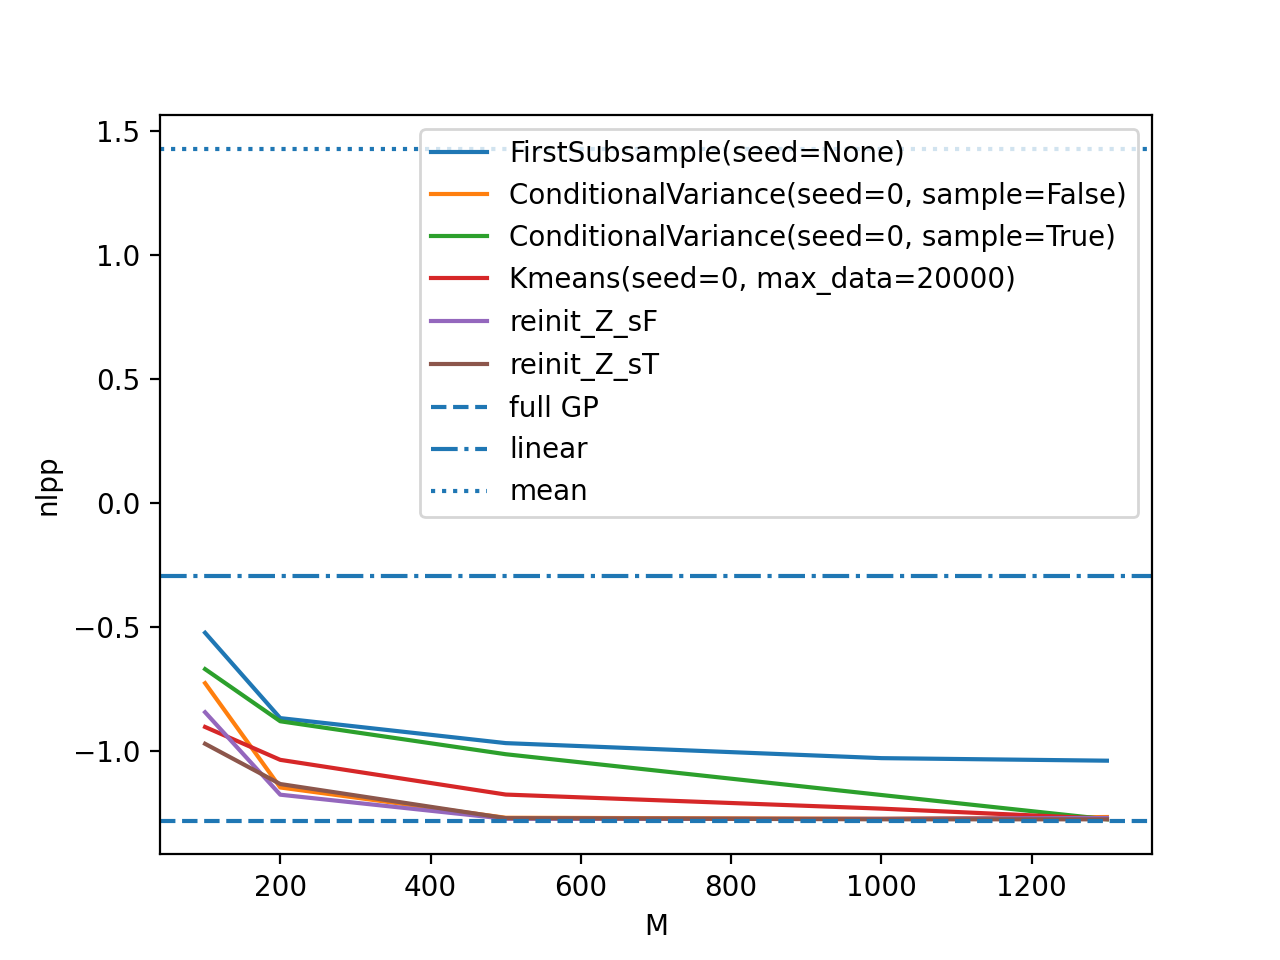 1.5
1.0
0.5
0.0
−0.5
−1.0
nlpp
FirstSubsample(seed=None)
ConditionalVariance(seed=0, sample=False)
ConditionalVariance(seed=0, sample=True)
Kmeans(seed=0, max_data=20000)
reinit_Z_sF
reinit_Z_sT
full GP
linear
mean
200 400 600 800 1000 1200
M